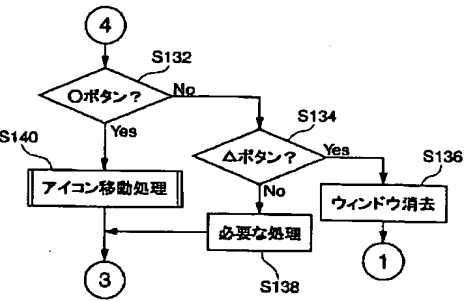 4
S132
○ボタン?
No
Yes
S134
△ボタン?
Yes
No
S140
アイコン移動処理
S136
ウィンドウ消去
必要な処理
S138
3
1